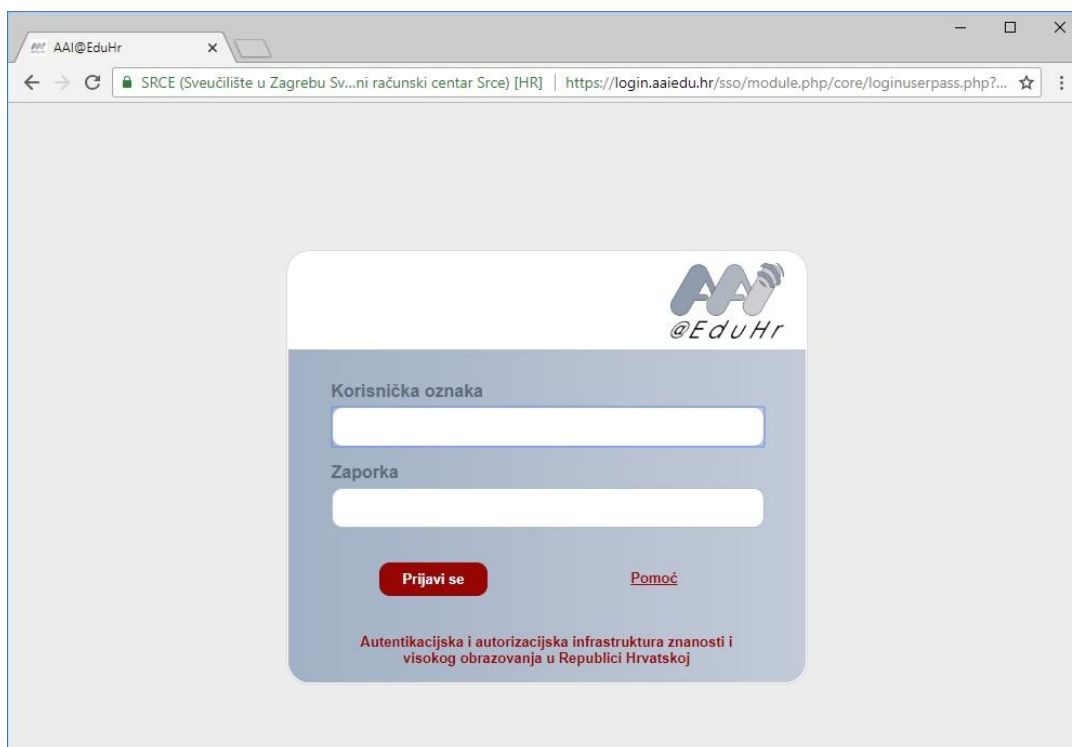 AAI@EduHr
SRCE (Sveučilište u Zagrebu Sv...ni računski centar Srce) [HR] | https://login.aaiedu.hr/sso/module.php/core/loginuserpass.php?...
AAI
@EduHr
Korisnička oznaka
Zaporka
Prijavi se
Pomoć
Autentikacijska i autorizacijska infrastruktura znanosti i
visokog obrazovanja u Republici Hrvatskoj